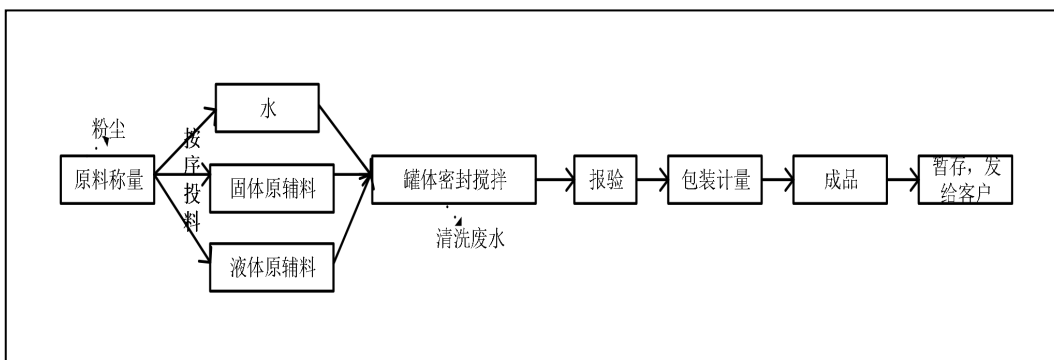 粉尘
原料称量
按
序
投
料
水
固体原辅料
液体原辅料
罐体密封搅拌
清洗废水
报验
包装计量
成品
暂存，发
给客户